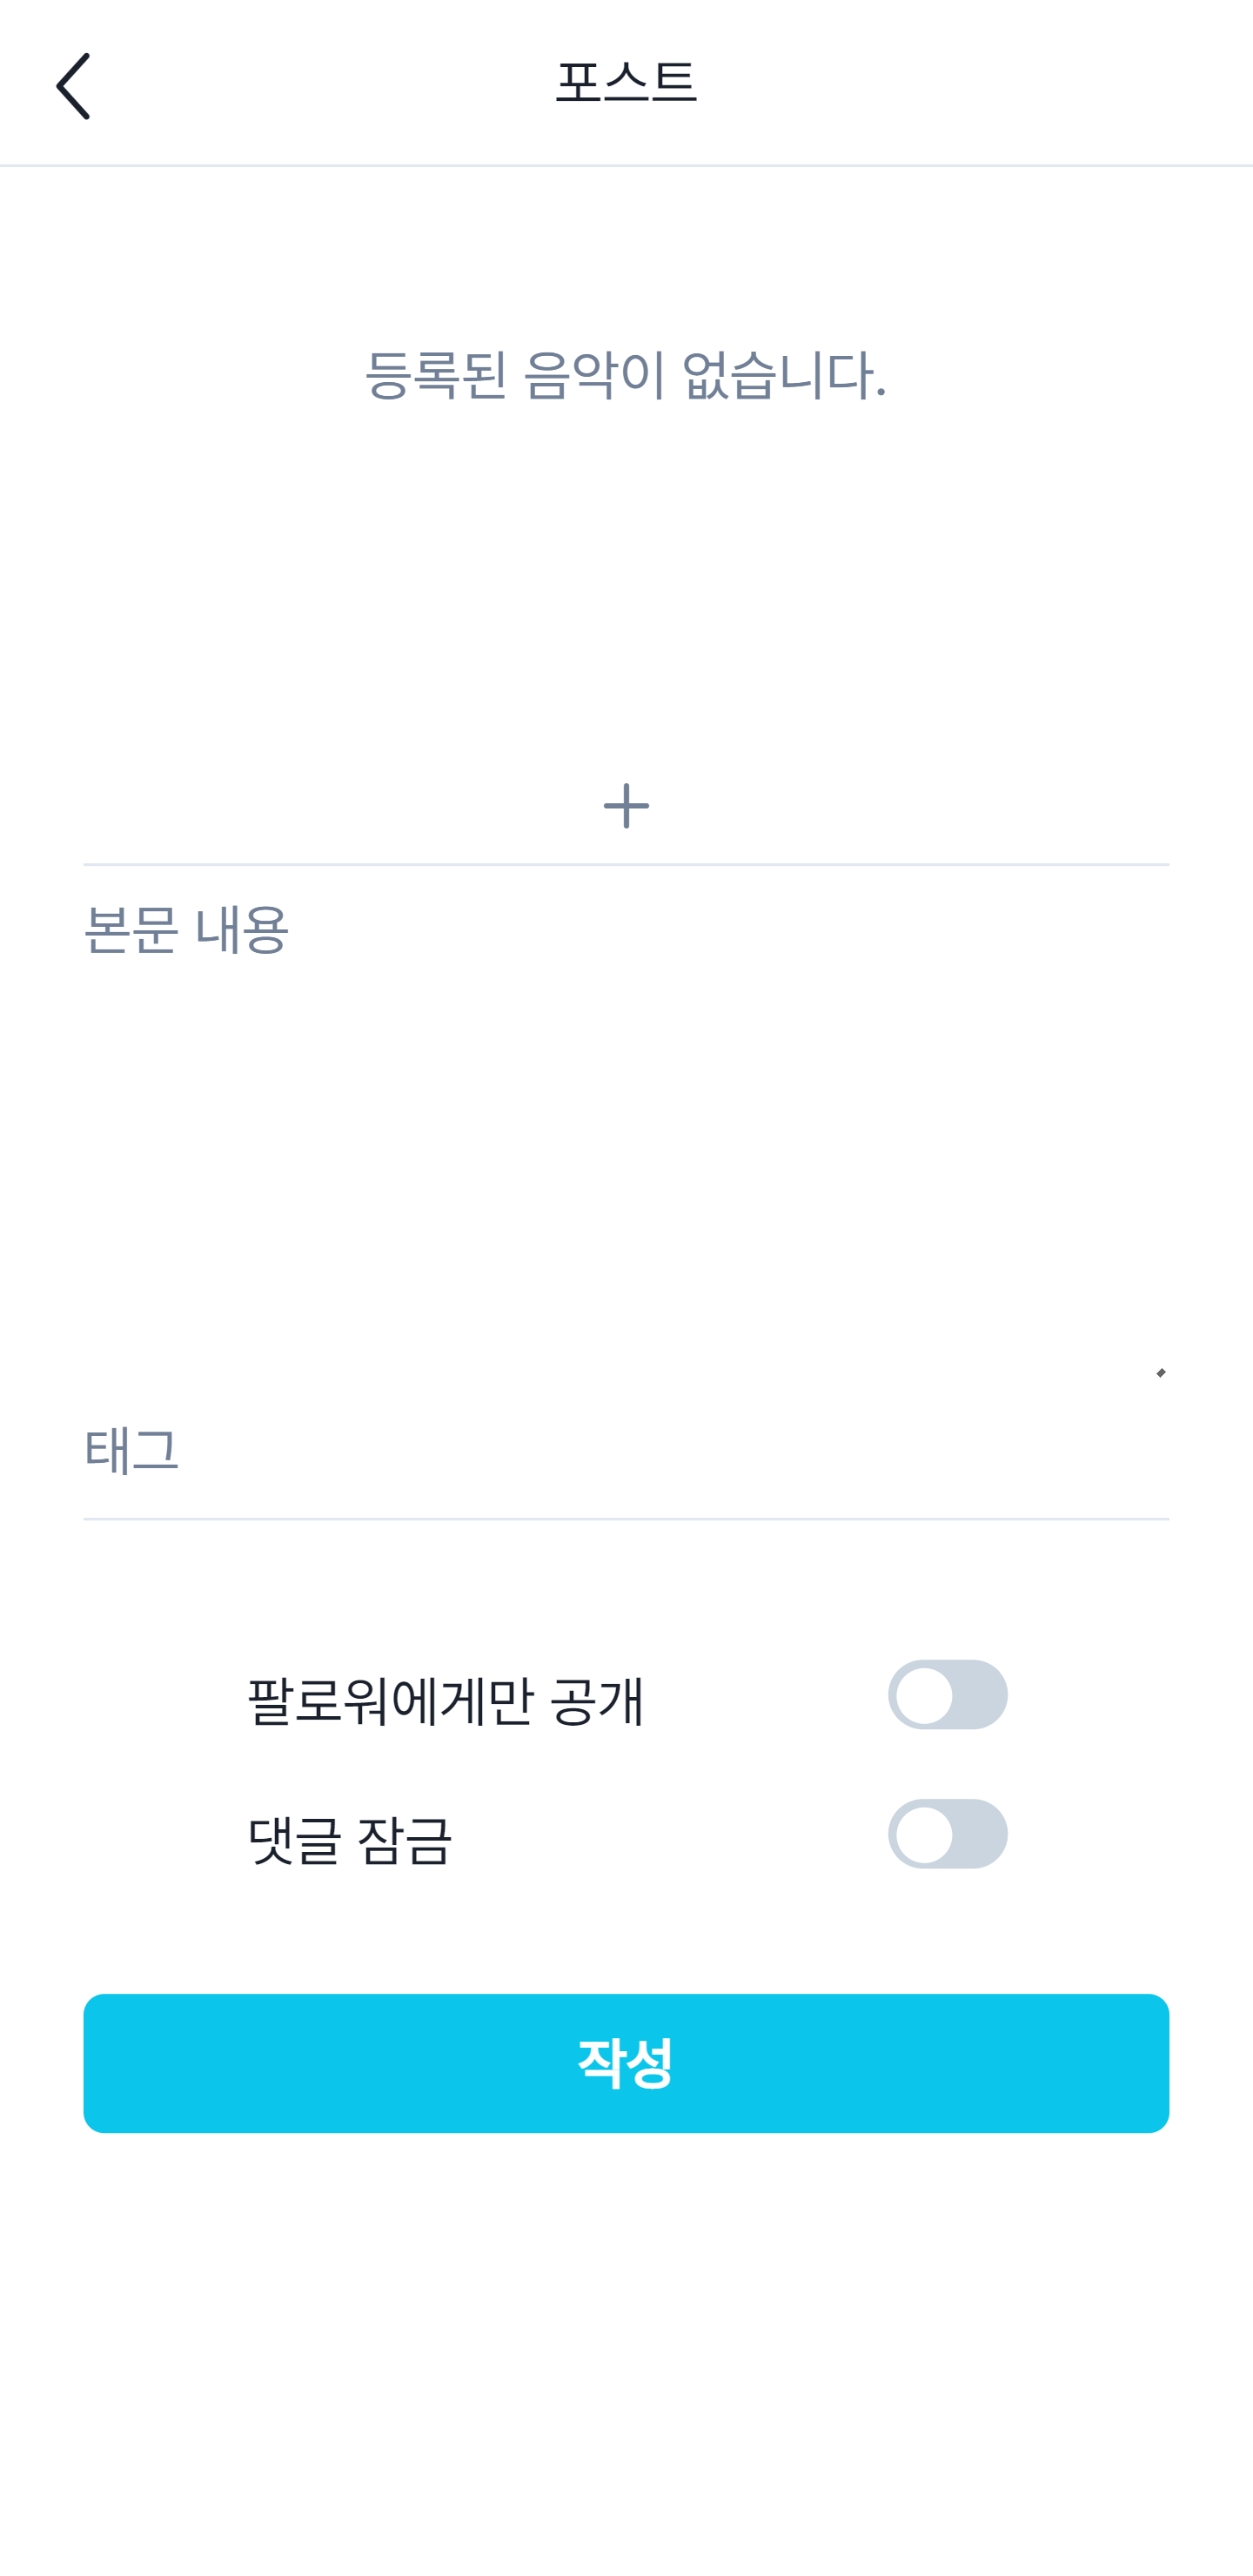 포스트
등록된 음악이 없습니다.
본문 내용
태그
팔로워에게만 공개
댓글 잠금
작성